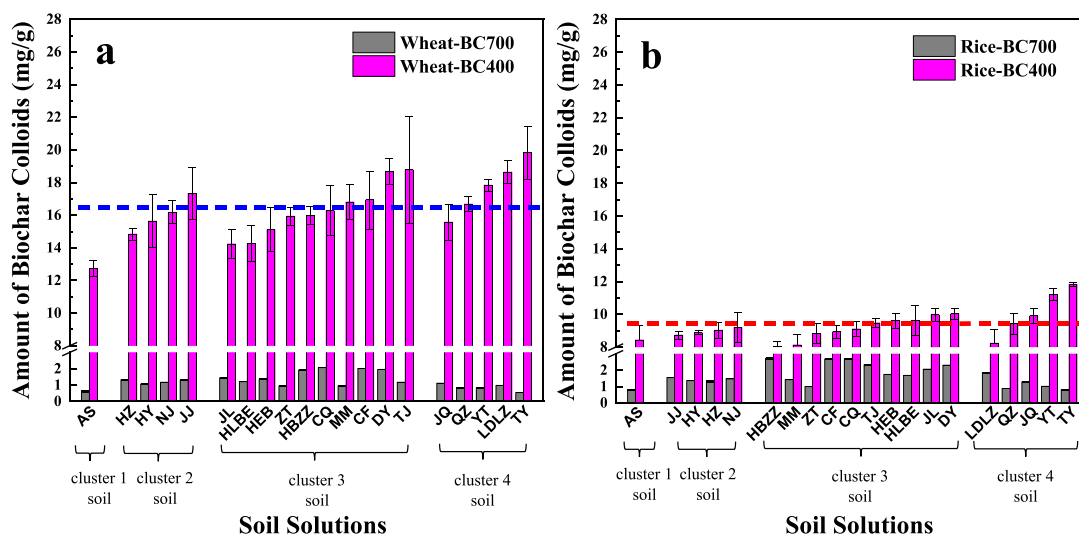 a
Wheat-BC700
Wheat-BC400
Amount of Biochar Colloids (mg/g)
28
26
24
22
20
18
16
14
12
10
8
2
1
0
AS HZ HY NJ JJ JL HLBE HEB ZT HBZZ CQ MM CF DY TJ JQ QZ YT LDLZ TY
cluster 1 soil
cluster 2 soil
cluster 3 soil
cluster 4 soil
Soil Solutions
b
Rice-BC700
Rice-BC400
Amount of Biochar Colloids (mg/g)
28
26
24
22
20
18
16
14
12
10
8
2
1
0
AS JJ HY HZ NJ HBZZ MM ZT CF CQ TJ HEB HLBE JL DY LDLZ QZ JQ YT TY
cluster 1 soil
cluster 2 soil
cluster 3 soil
cluster 4 soil
Soil Solutions